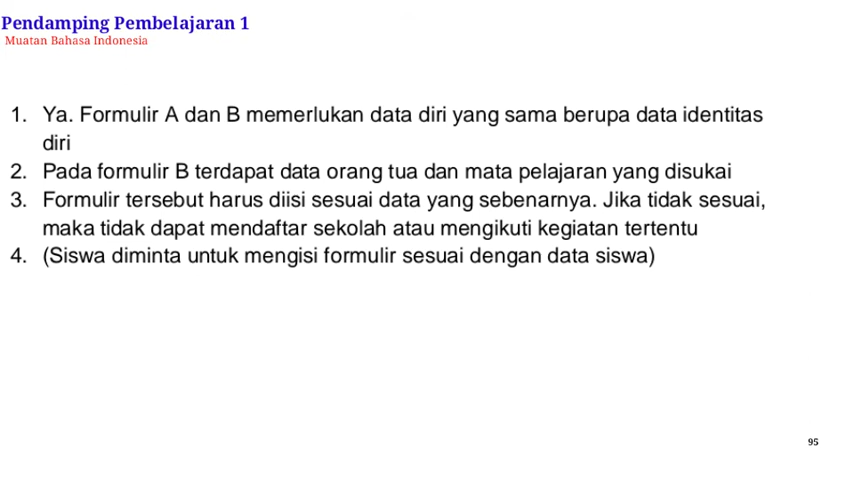 Pendamping Pembelajaran 1
Muatan Bahasa Indonesia
1. Ya. Formulir A dan B memerlukan data diri yang sama berupa data identitas
diri
2. Pada formulir B terdapat data orang tua dan mata pelajaran yang disukai
3. Formulir tersebut harus diisi sesuai data yang sebenarnya. Jika tidak sesuai,
maka tidak dapat mendaftar sekolah atau mengikuti kegiatan tertentu
4. (Siswa diminta untuk mengisi formulir sesuai dengan data siswa)
95